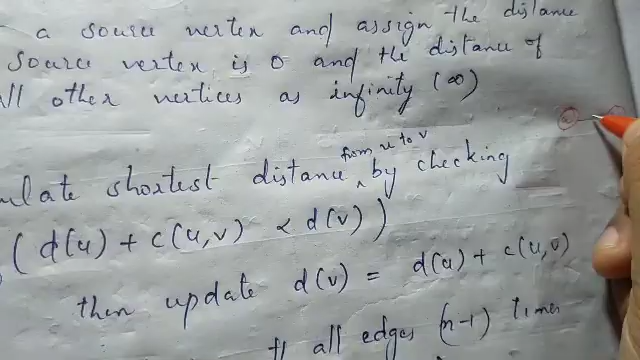 a source vertex and assign the distance
source vertex is 0 and the distance of
all other vertices as infinity (∞)
from u to v
ulate shortest distance ^ by checking
( d(u) + c(u,v) < d(v) )
then update d(v) = d(u) + c(u,v)
all edges (n-1) times